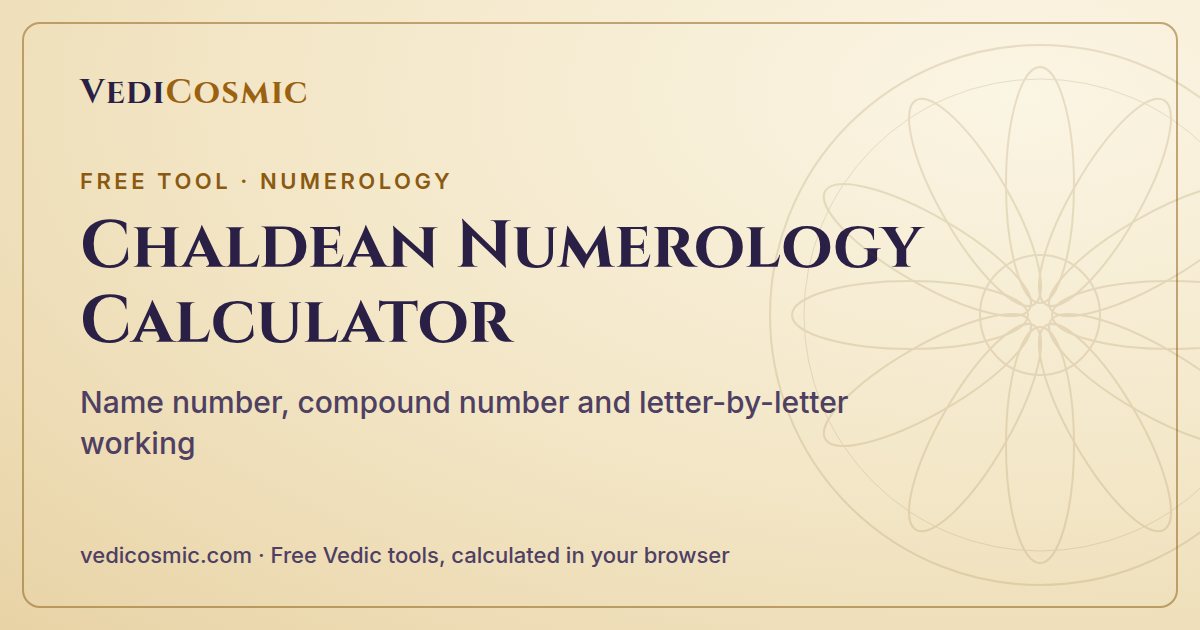 VediCosmic
FREE TOOL · NUMEROLOGY
Chaldean Numerology
Calculator
Name number, compound number and letter-by-letter
working
vedicosmic.com · Free Vedic tools, calculated in your browser